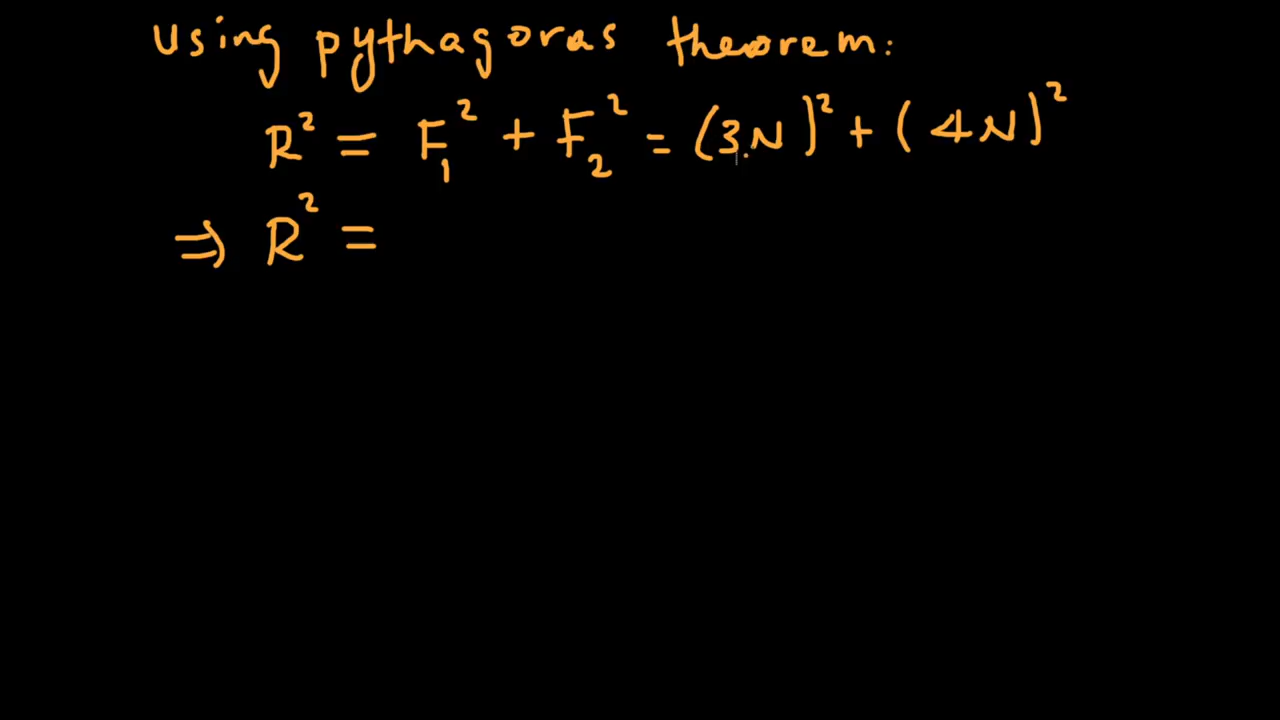 Using pythagoras theorem:
R² = F₁² + F₂² = (3N)² + (4N)²
⇒ R² =